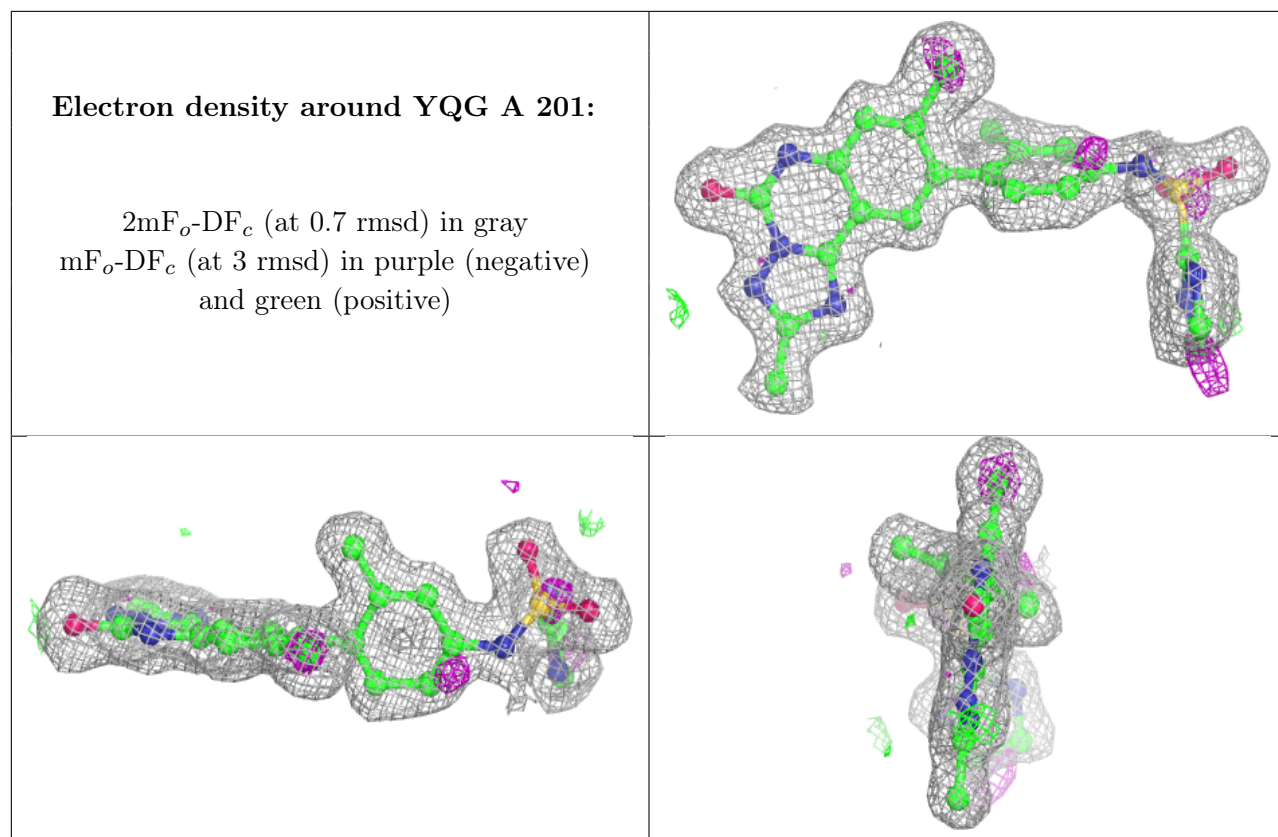 Electron density around YQG A 201:
2mFo-DFc (at 0.7 rmsd) in gray
mFo-DFc (at 3 rmsd) in purple (negative)
and green (positive)